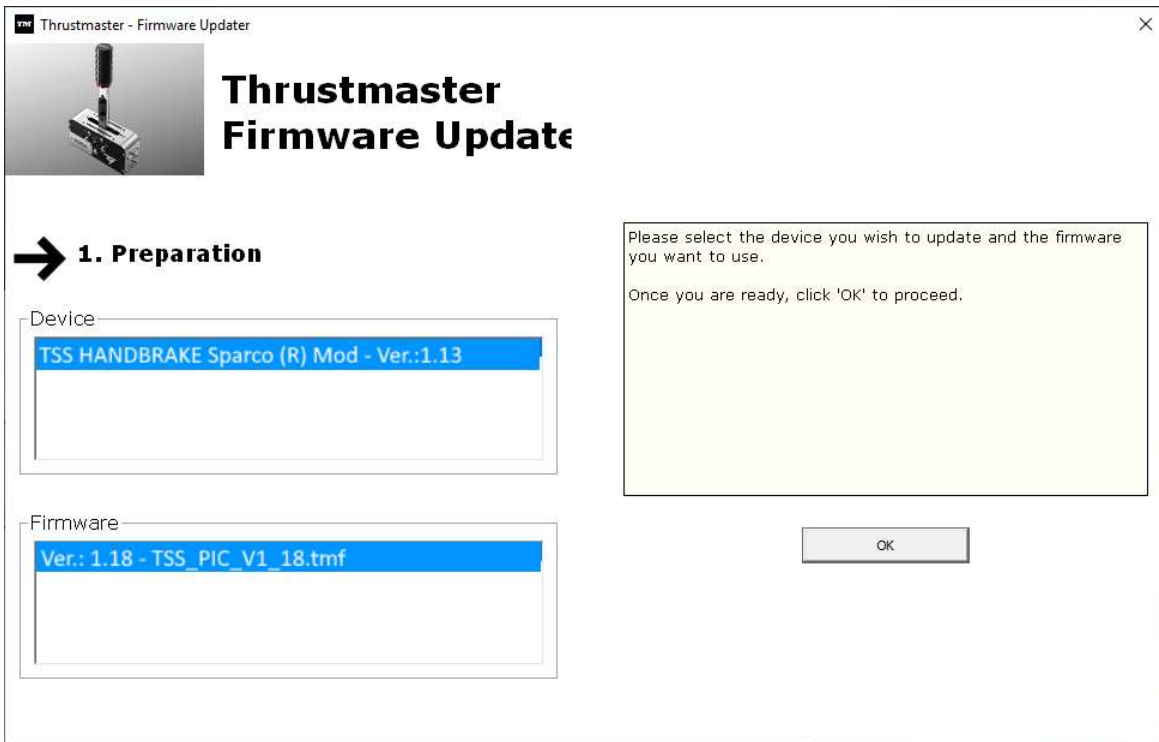 TM Thrustmaster - Firmware Updater
Thrustmaster
Firmware Update
1. Preparation
Device
TSS HANDBRAKE Sparco (R) Mod - Ver.:1.13
Firmware
Ver.: 1.18 - TSS_PIC_V1_18.tmf
Please select the device you wish to update and the firmware
you want to use.
Once you are ready, click 'OK' to proceed.
OK